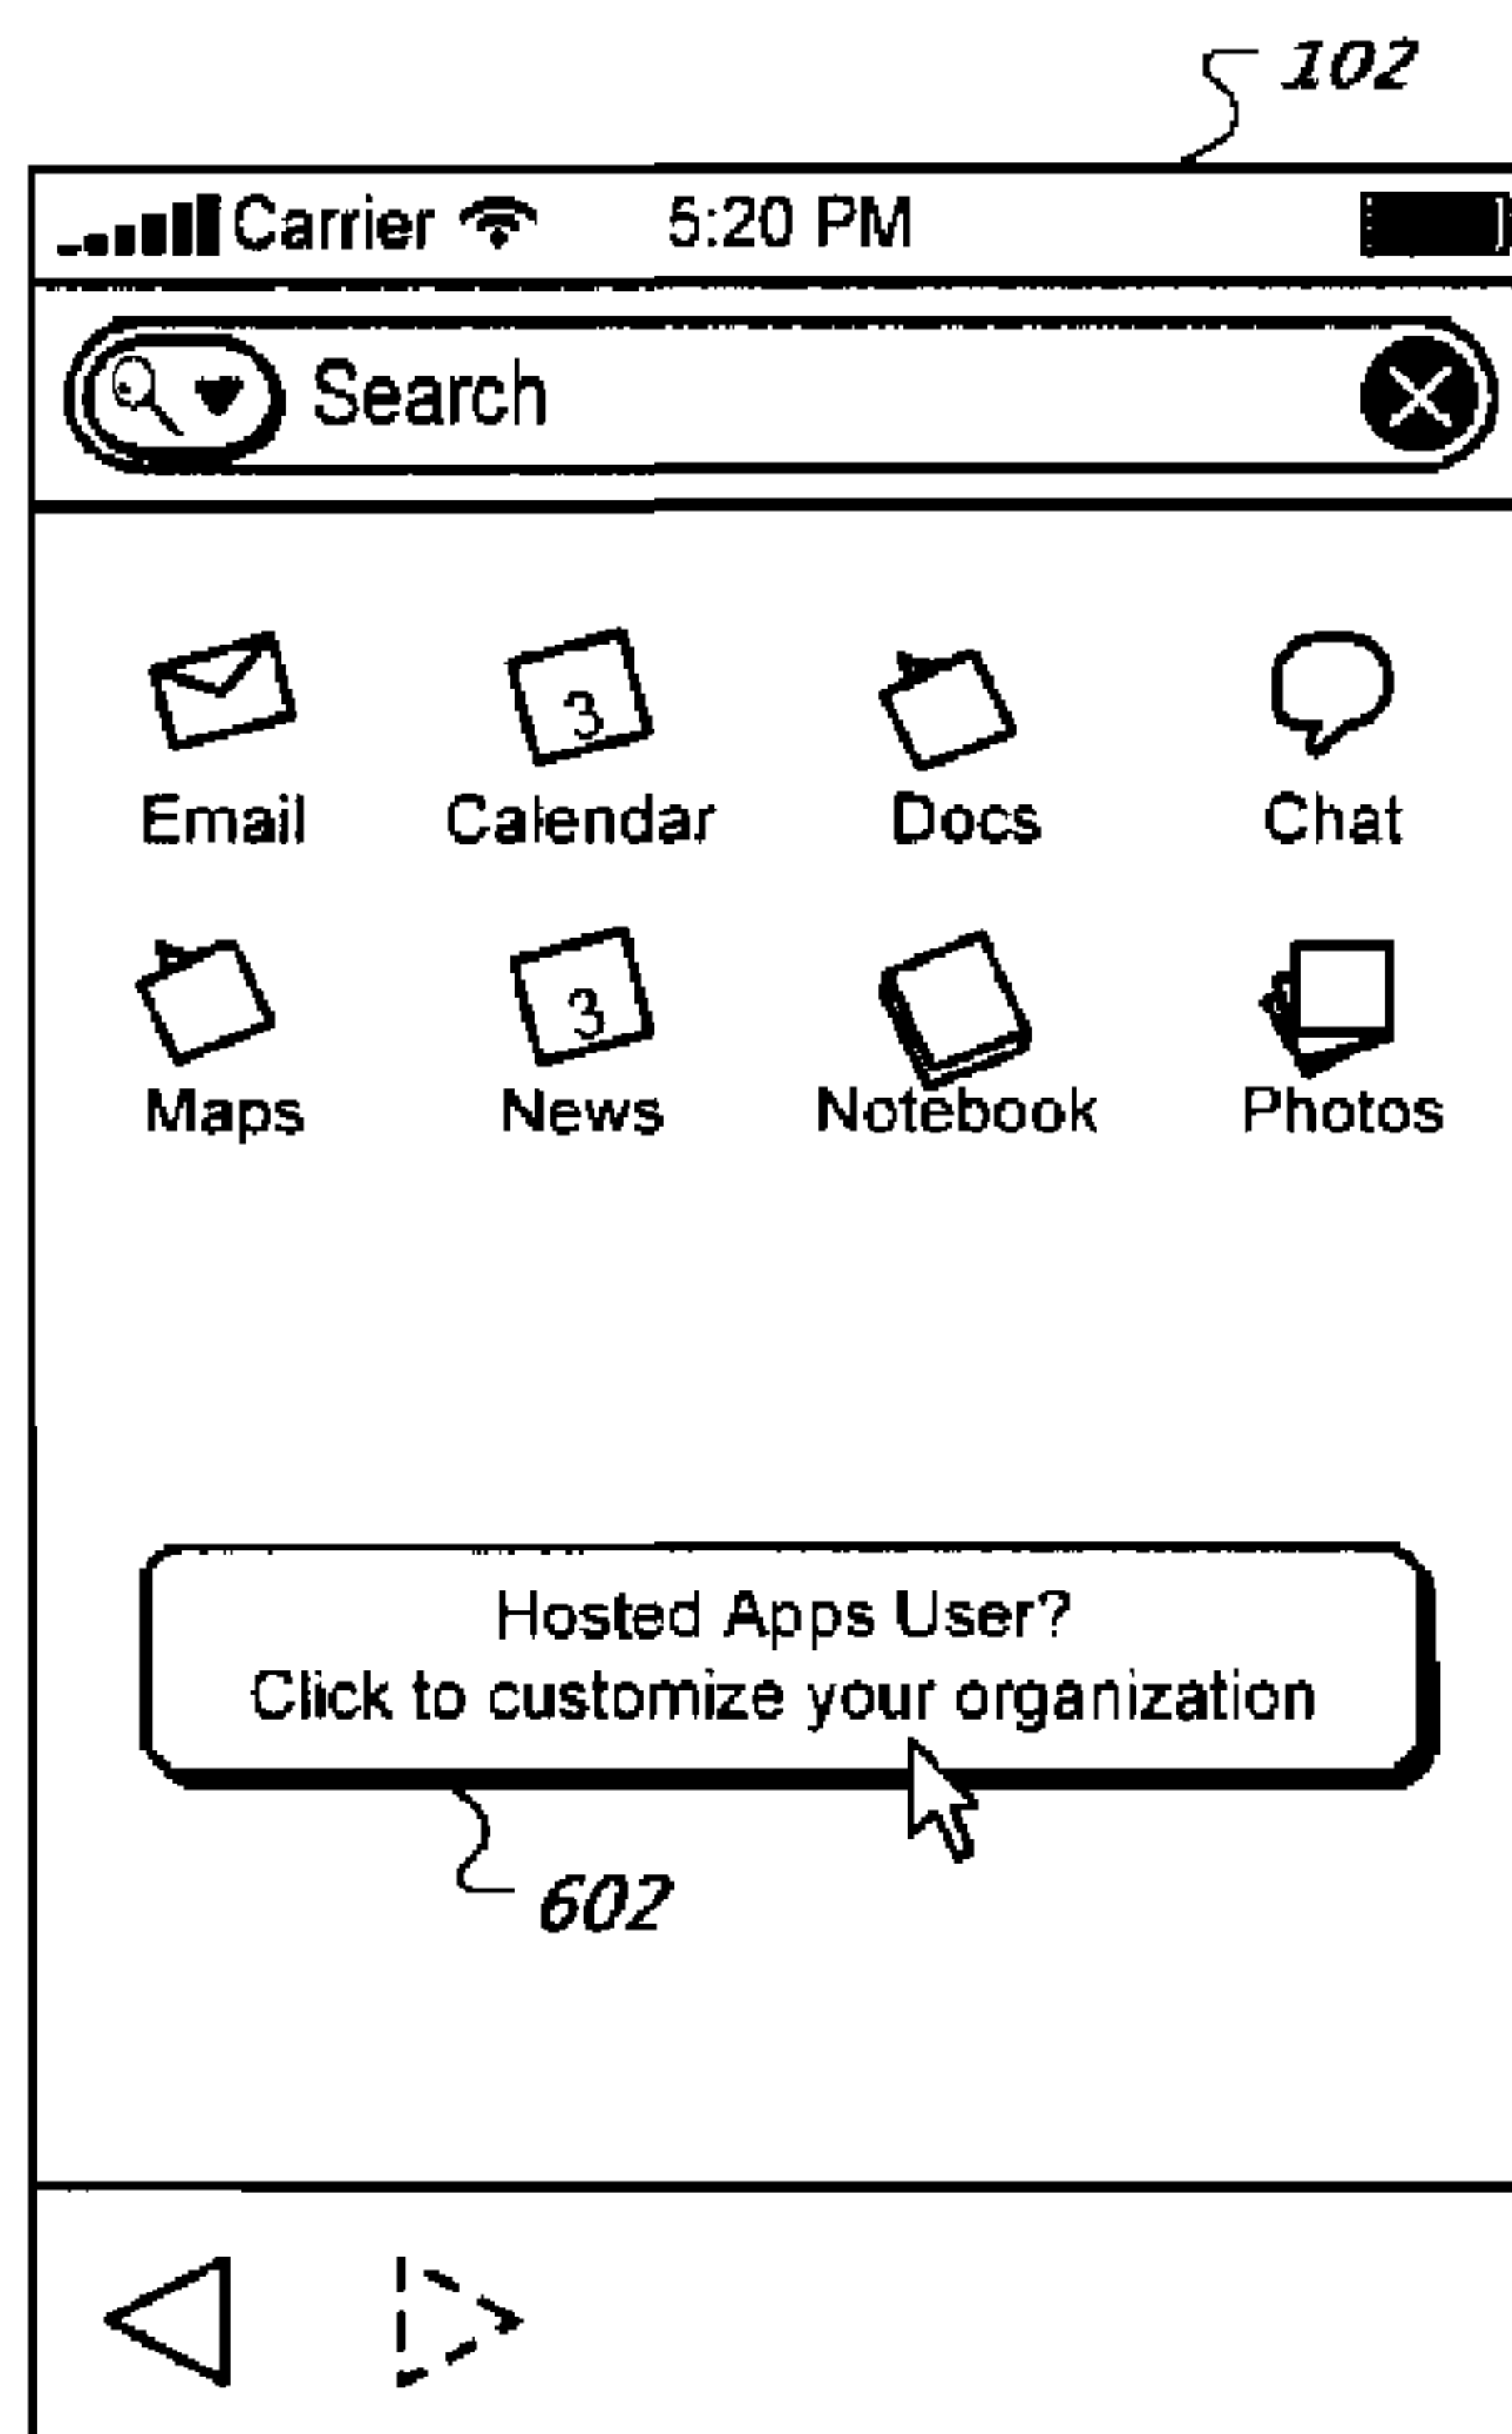 102
Carrier 5:20 PM
Search
Email Calendar Docs Chat
3
3
Maps News Notebook Photos
Hosted Apps User?
Click to customize your organization
602